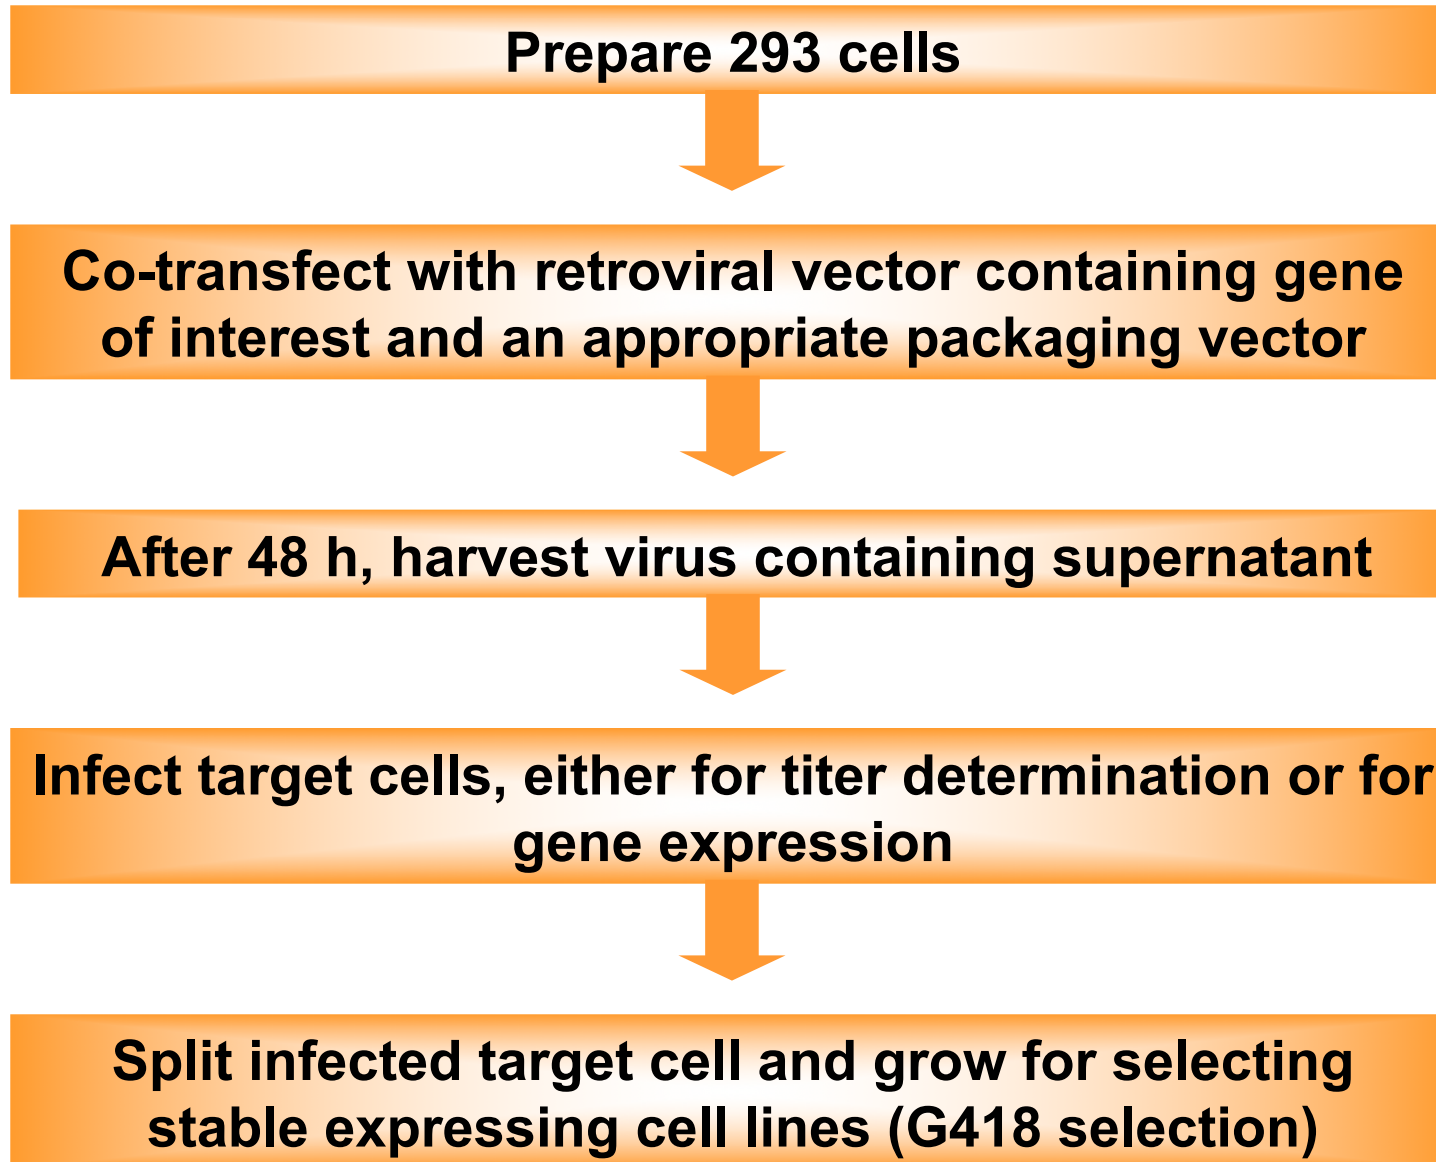 Prepare 293 cells
Co-transfect with retroviral vector containing gene
of interest and an appropriate packaging vector
After 48 h, harvest virus containing supernatant
Infect target cells, either for titer determination or for
gene expression
Split infected target cell and grow for selecting
stable expressing cell lines (G418 selection)